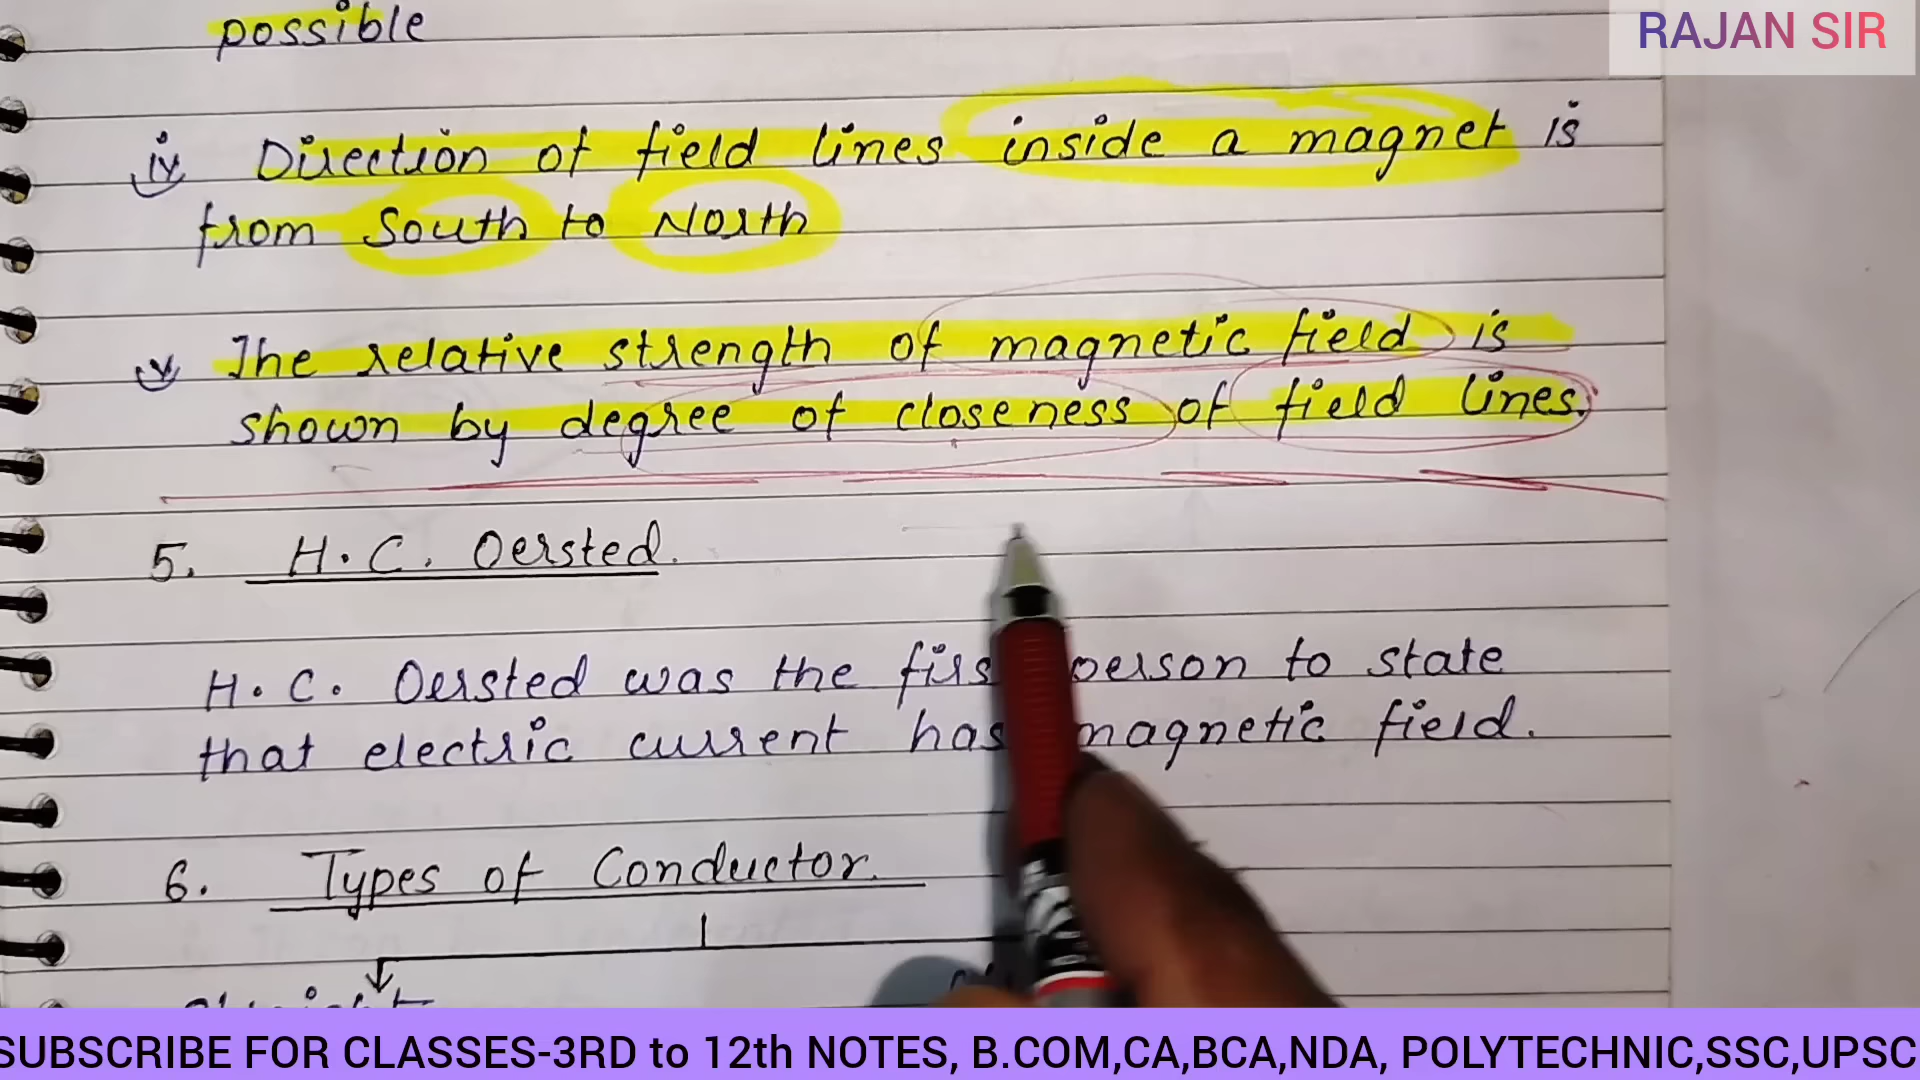 RAJAN SIR
possible
iv Direction of field lines inside a magnet is
from South to North
v The relative strength of magnetic field is
shown by degree of closeness of field lines.
5. H.C. Oersted.
H.C. Oersted was the first person to state
that electric current has magnetic field.
6. Types of Conductor.
SUBSCRIBE FOR CLASSES-3RD to 12th NOTES, B.COM,CA,BCA,NDA, POLYTECHNIC,SSC,UPSC